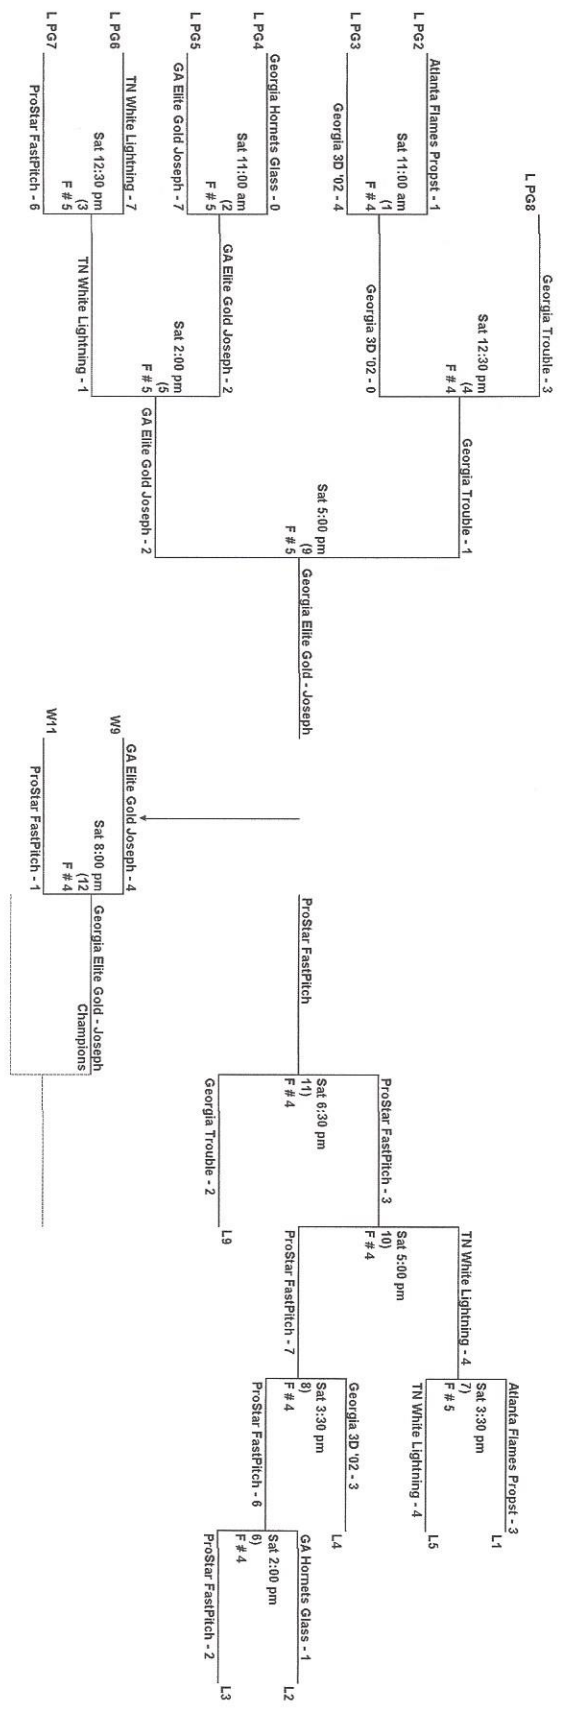 L PG8
Georgia Trouble - 3
Sat 12:30 pm
(4
F # 4
Georgia Trouble - 1
L PG2
Atlanta Flames Propst - 1
Sat 11:00 am
(1
F # 4
Georgia 3D '02 - 0
L PG3
Georgia 3D '02 - 4
Sat 5:00 pm
(9
F # 5
Georgia Elite Gold - Joseph
L PG4
Georgia Hornets Glass - 0
Sat 11:00 am
(2
F # 5
GA Elite Gold Joseph - 2
L PG5
GA Elite Gold Joseph - 7
Sat 2:00 pm
(5
F # 5
GA Elite Gold Joseph - 2
L PG6
TN White Lightning - 7
Sat 12:30 pm
(3
F # 5
TN White Lightning - 1
L PG7
ProStar FastPitch - 6
W9
GA Elite Gold Joseph - 4
Sat 8:00 pm
(12
F # 4
Georgia Elite Gold - Joseph
Champions
W11
ProStar FastPitch - 1
ProStar FastPitch
Sat 6:30 pm
11)
F # 4
ProStar FastPitch - 3
Georgia Trouble - 2
L9
Sat 5:00 pm
10)
F # 4
TN White Lightning - 4
ProStar FastPitch - 7
Atlanta Flames Propst - 3
L1
Sat 3:30 pm
7)
F # 5
TN White Lightning - 4
L5
Georgia 3D '02 - 3
L4
Sat 3:30 pm
8)
F # 4
ProStar FastPitch - 6
GA Hornets Glass - 1
L2
Sat 2:00 pm
6)
F # 4
ProStar FastPitch - 2
L3